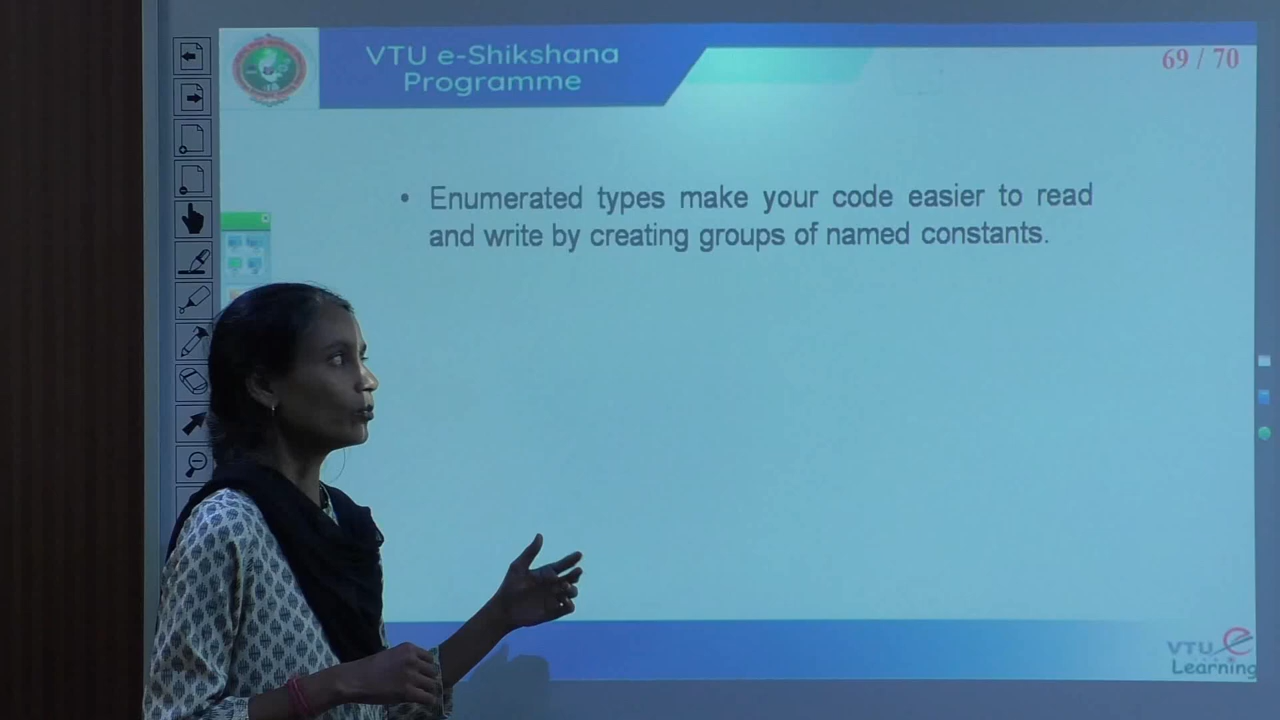 VTU e-Shikshana
Programme
69 / 70
• Enumerated types make your code easier to read
and write by creating groups of named constants.
VTU e
Learning